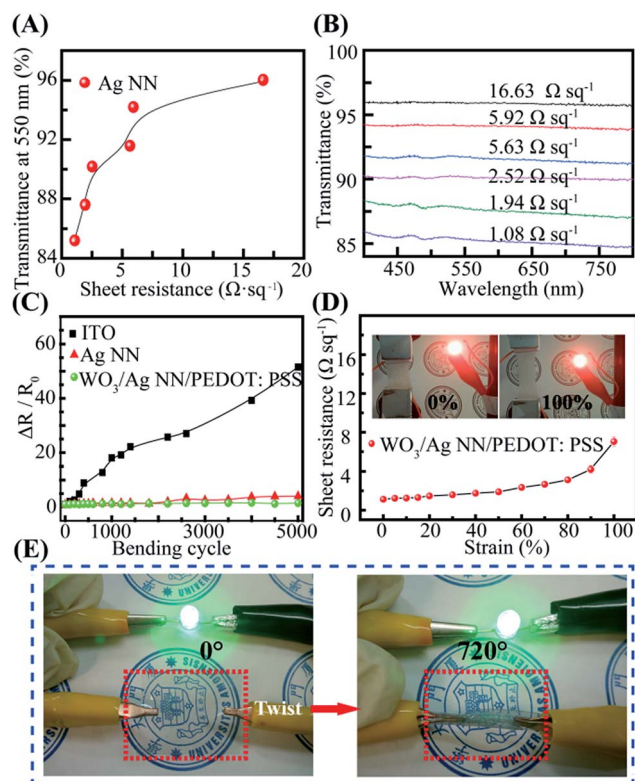 (A)
Transmittance at 550 nm (%)
96
92
88
84
Ag NN
0
5
10
15
20
Sheet resistance (Ω·sq⁻¹)
(B)
Transmittance (%)
100
95
90
85
16.63 Ω sq⁻¹
5.92 Ω sq⁻¹
5.63 Ω sq⁻¹
2.52 Ω sq⁻¹
1.94 Ω sq⁻¹
1.08 Ω sq⁻¹
450
550
650
750
Wavelength (nm)
(C)
ΔR / R₀
60
40
20
0
ITO
Ag NN
WO₃/Ag NN/PEDOT: PSS
0
1000
2000
3000
4000
5000
Bending cycle
(D)
Sheet resistance (Ω sq⁻¹)
16
12
8
4
0
0%
100%
WO₃/Ag NN/PEDOT: PSS
0
20
40
60
80
100
Strain (%)
(E)
0°
Twist
720°